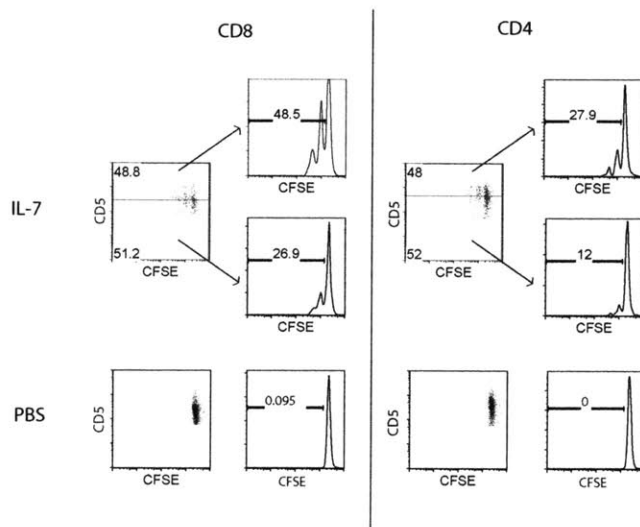 CD8
CD4
48.5
CFSE
27.9
CFSE
IL-7
CD5
48.8
51.2
CFSE
CD5
48
52
CFSE
26.9
CFSE
12
CFSE
PBS
CD5
CFSE
0.095
CFSE
CD5
CFSE
0
CFSE